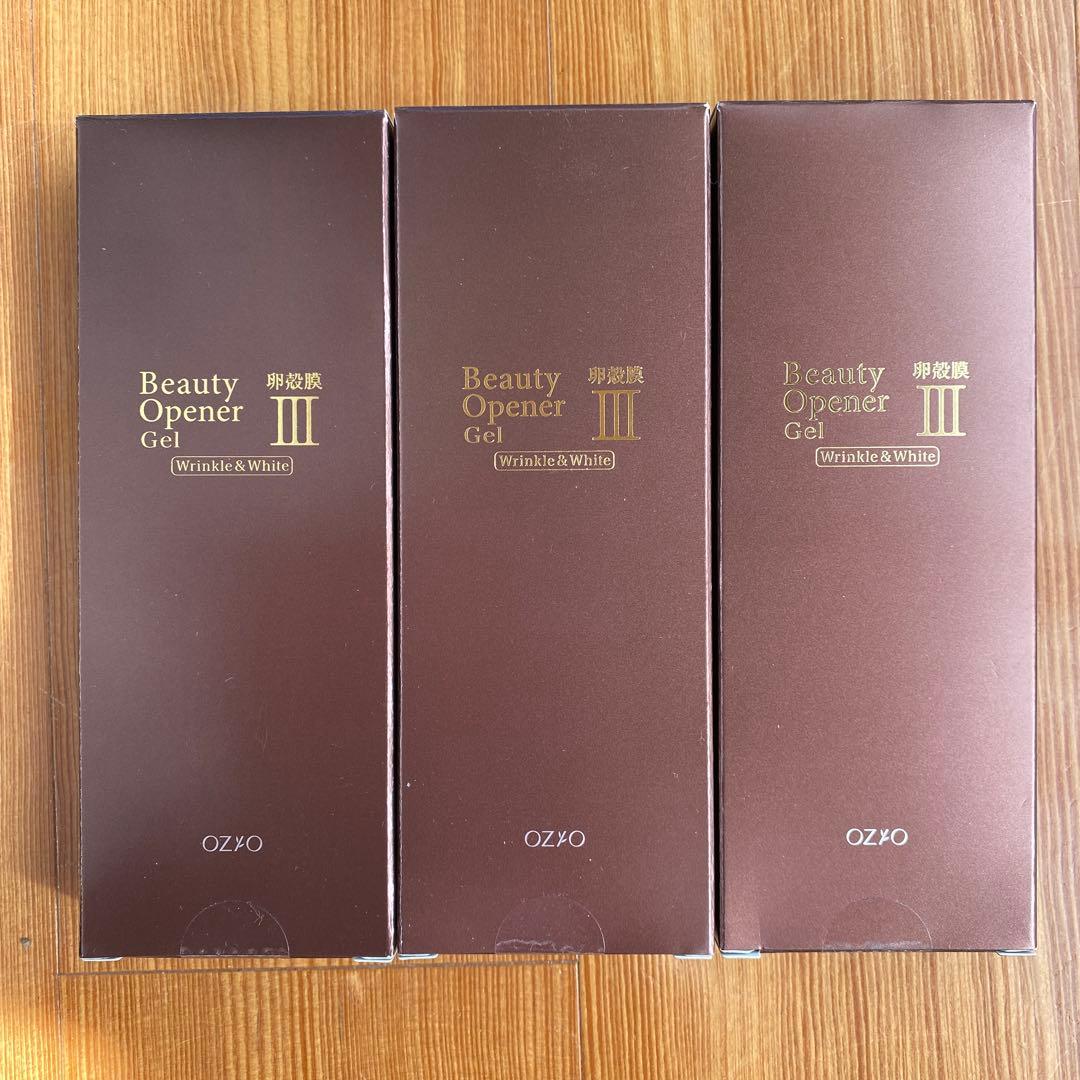 Beauty
Opener
Gel
卵殻膜
III
Wrinkle & White
OZIO
Beauty
Opener
Gel
卵殻膜
III
Wrinkle & White
OZIO
Beauty
Opener
Gel
卵殻膜
III
Wrinkle & White
OZIO